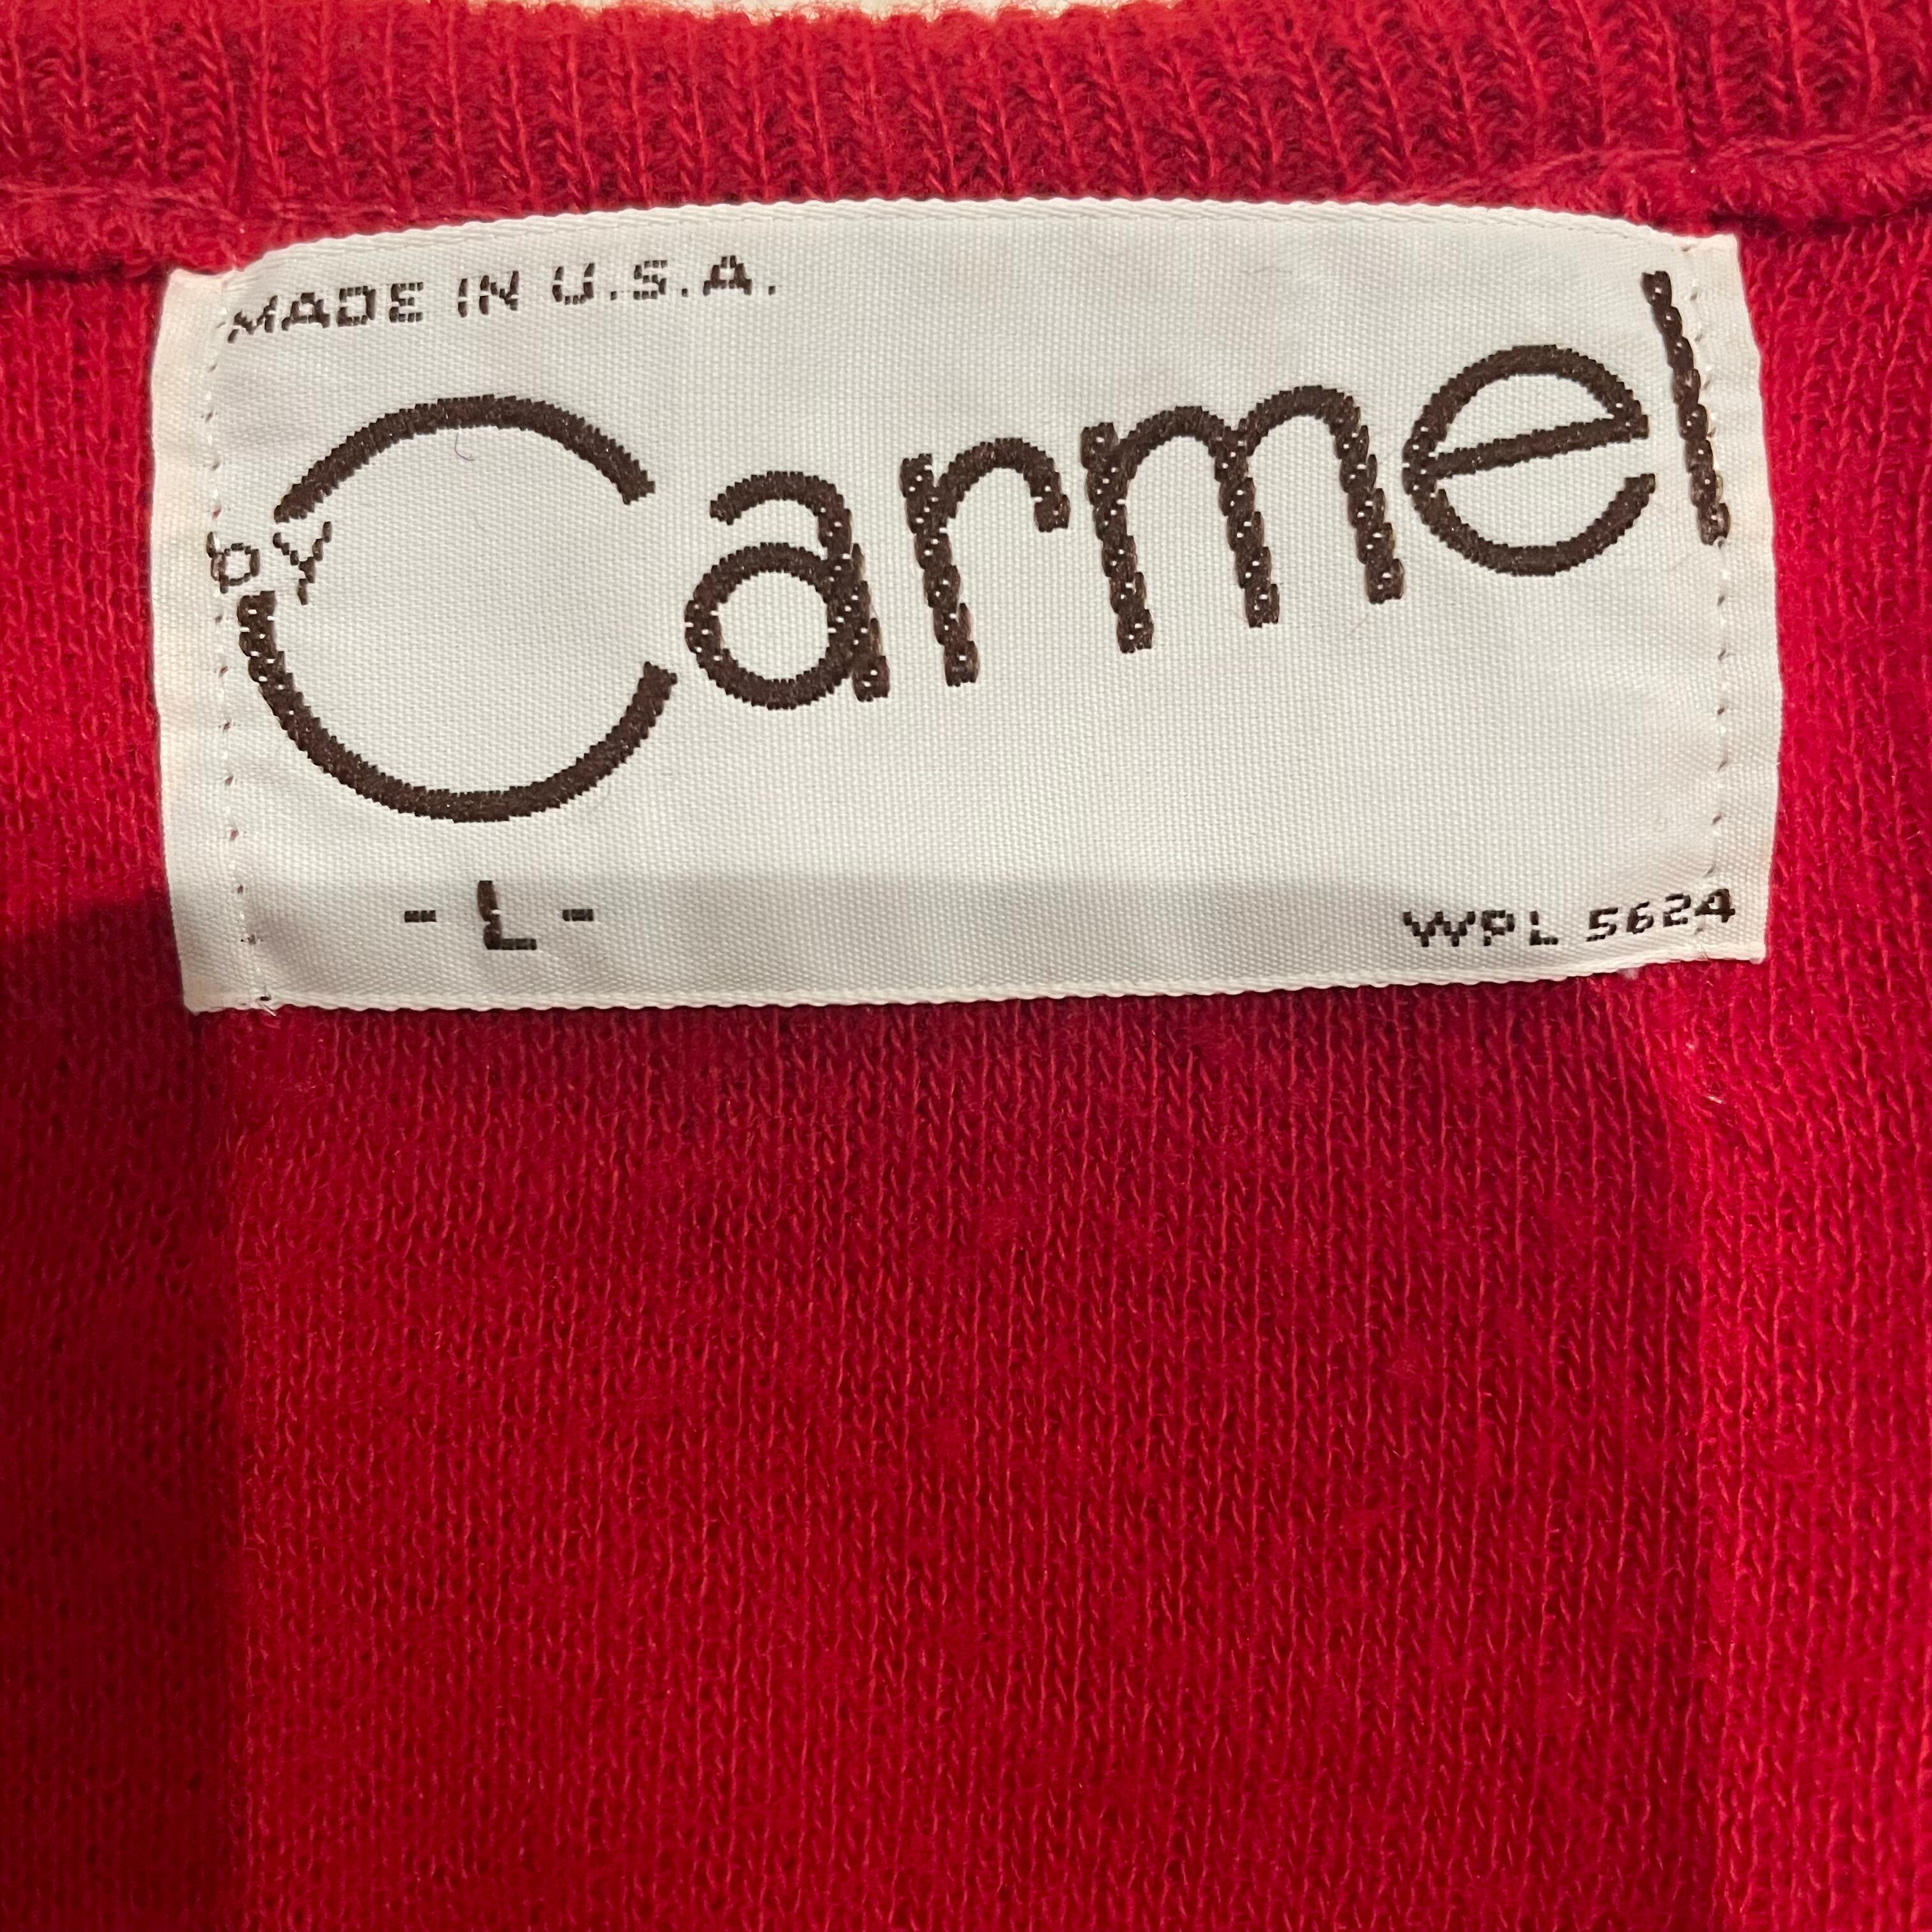 MADE IN U.S.A.
by Carmel
- L -
WPL 5624